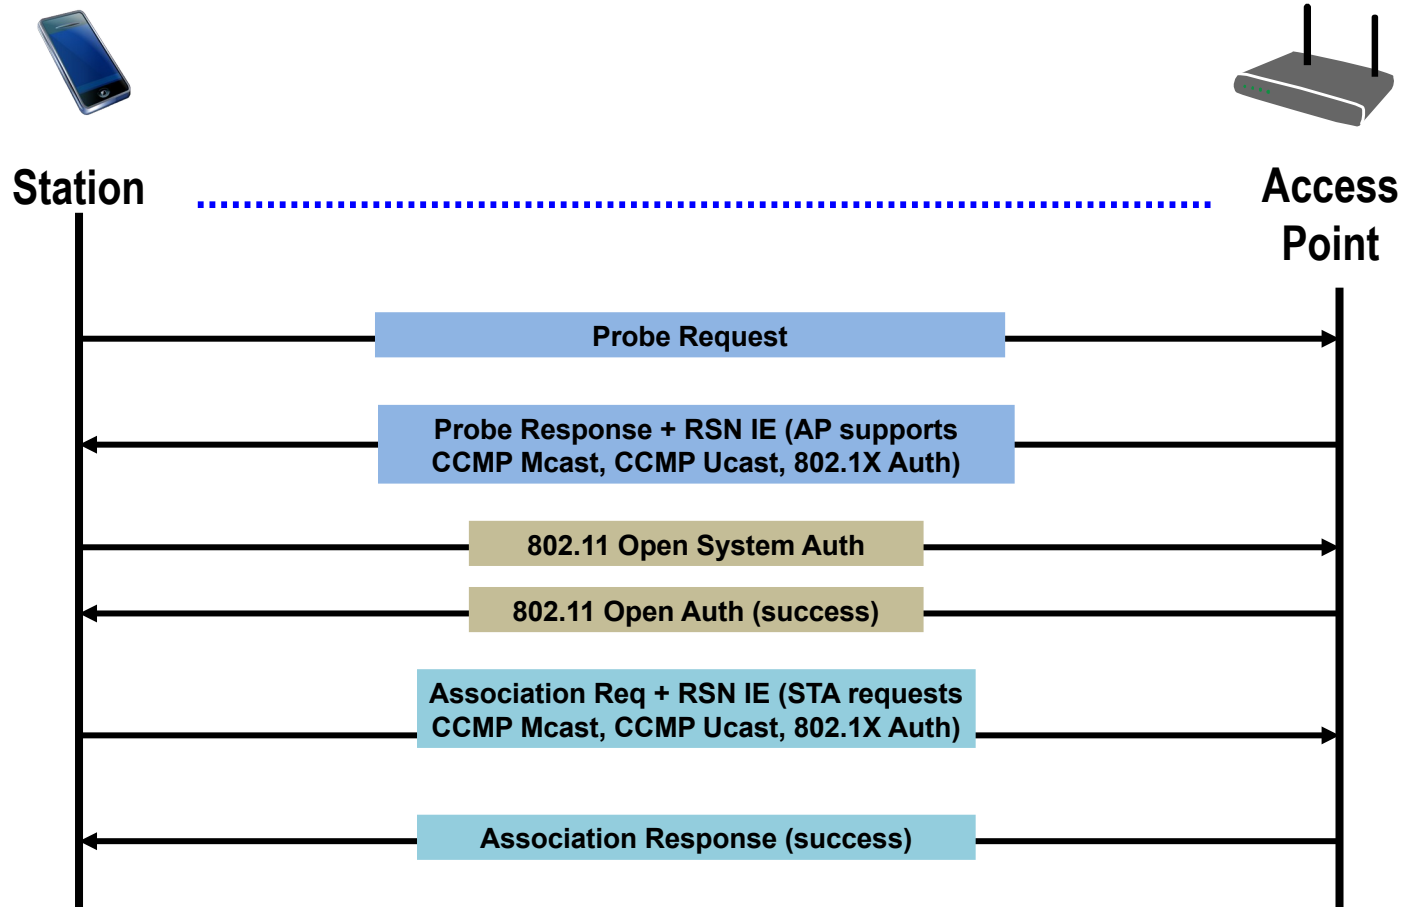 Station
Access
Point
Probe Request
Probe Response + RSN IE (AP supports
CCMP Mcast, CCMP Ucast, 802.1X Auth)
802.11 Open System Auth
802.11 Open Auth (success)
Association Req + RSN IE (STA requests
CCMP Mcast, CCMP Ucast, 802.1X Auth)
Association Response (success)